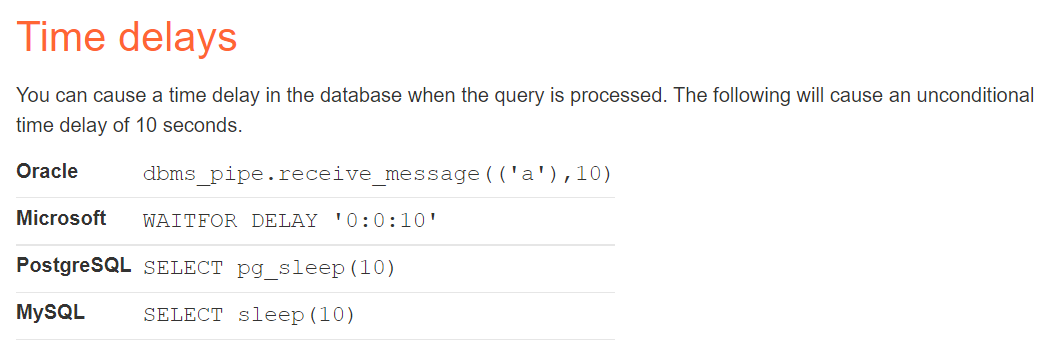 Time delays
You can cause a time delay in the database when the query is processed. The following will cause an unconditional
time delay of 10 seconds.
Oracle dbms_pipe.receive_message(('a'),10)
Microsoft WAITFOR DELAY '0:0:10'
PostgreSQL SELECT pg_sleep(10)
MySQL SELECT sleep(10)